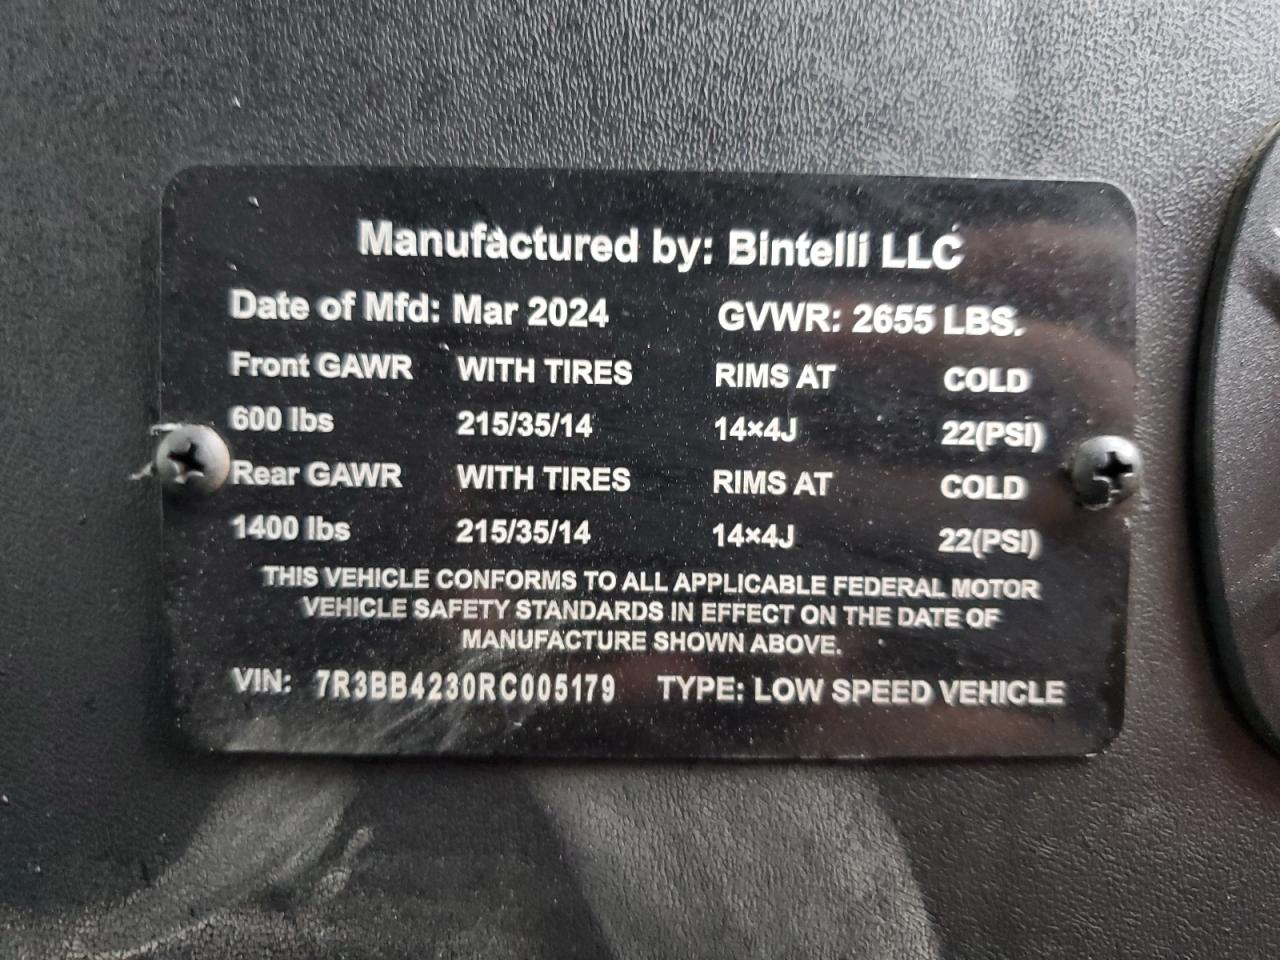 Manufactured by: Bintelli LLC
Date of Mfd: Mar 2024 GVWR: 2655 LBS.
Front GAWR WITH TIRES RIMS AT COLD
600 lbs 215/35/14 14×4J 22(PSI)
Rear GAWR WITH TIRES RIMS AT COLD
1400 lbs 215/35/14 14×4J 22(PSI)
THIS VEHICLE CONFORMS TO ALL APPLICABLE FEDERAL MOTOR
VEHICLE SAFETY STANDARDS IN EFFECT ON THE DATE OF
MANUFACTURE SHOWN ABOVE.
VIN: 7R3BB4230RC005179 TYPE: LOW SPEED VEHICLE